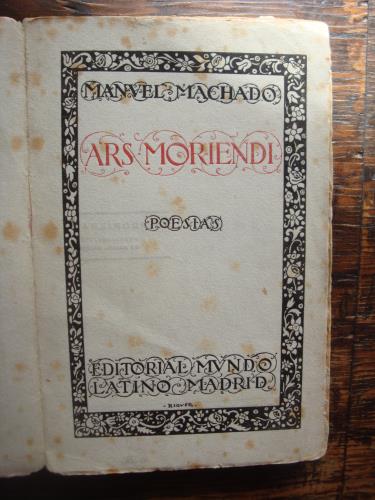 MANVEL MACHADO
ARS MORIENDI
POESIAS
EDITORIAL MVNDO
LATINO MADRID